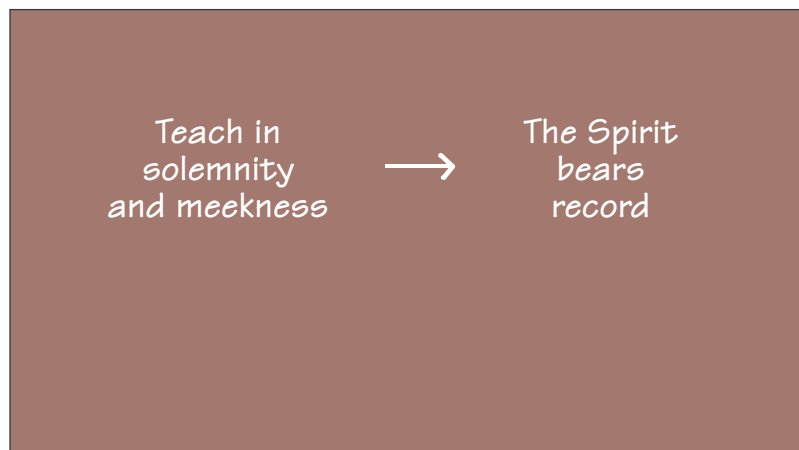 Teach in
solemnity
and meekness
The Spirit
bears
record